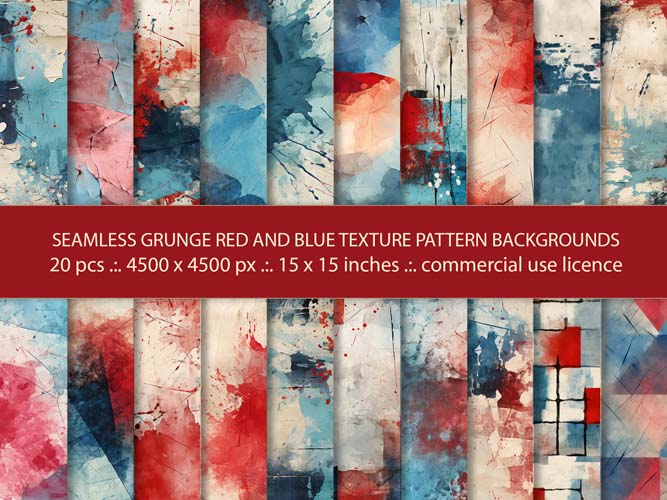 SEAMLESS GRUNGE RED AND BLUE TEXTURE PATTERN BACKGROUNDS
20 pcs .:. 4500 x 4500 px .:. 15 x 15 inches .:. commercial use licence